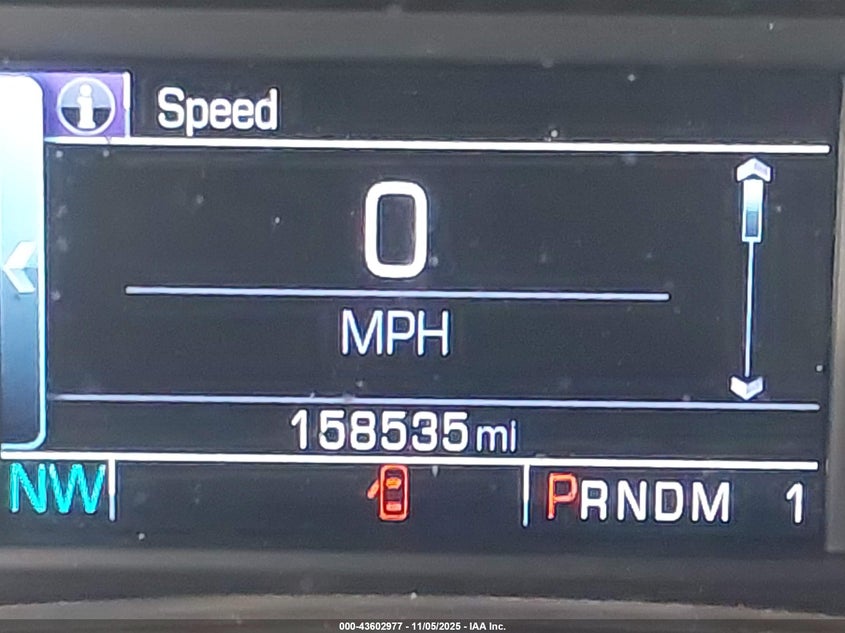 Speed
0
MPH
158535 mi
NW
PRNDM 1
000-43602977 - 11/05/2025 - IAA Inc.